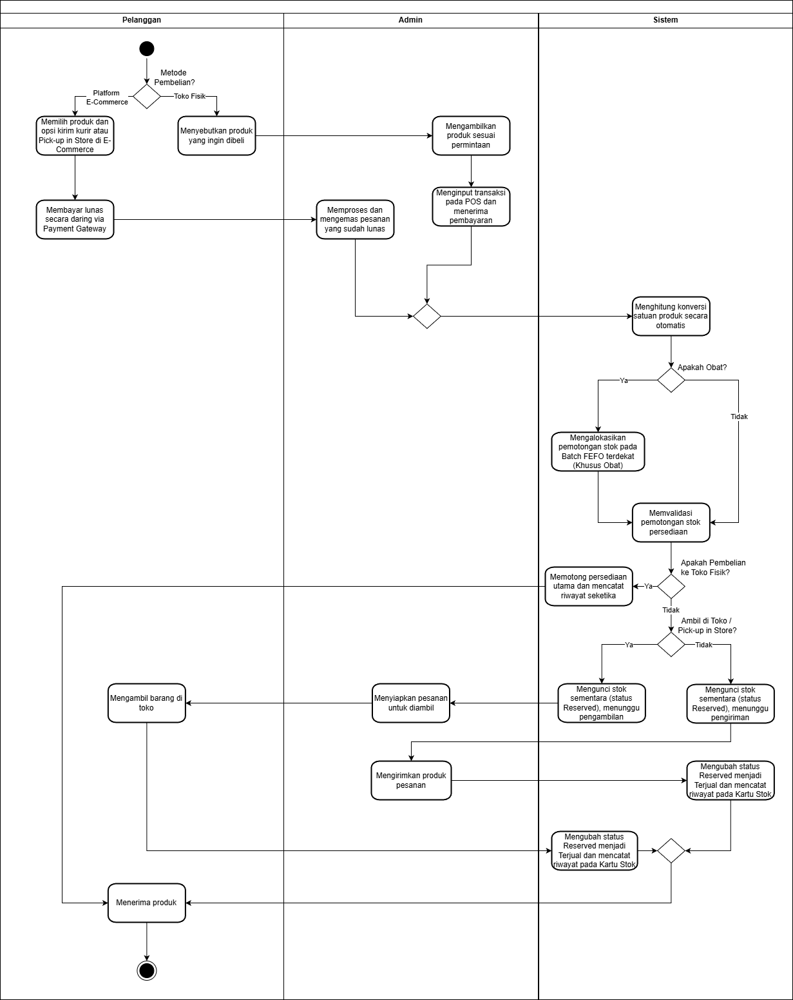 Pelanggan
Admin
Sistem
Metode
Pembelian?
Platform
E-Commerce
Toko Fisik
Memilih produk dan
opsi kirim kurir atau
Pick-up in Store di E-
Commerce
Menyebutkan produk
yang ingin dibeli
Mengambilkan
produk sesuai
permintaan
Membayar lunas
secara daring via
Payment Gateway
Memproses dan
mengemas pesanan
yang sudah lunas
Menginput transaksi
pada POS dan
menerima
pembayaran
Menghitung konversi
satuan produk secara
otomatis
Apakah Obat?
Ya
Tidak
Mengalokasikan
pemotongan stok pada
Batch FEFO terdekat
(Khusus Obat)
Memvalidasi
pemotongan stok
persediaan
Apakah Pembelian
ke Toko Fisik?
Memotong persediaan
utama dan mencatat
riwayat seketika
Ya
Tidak
Ambil di Toko /
Pick-up in Store?
Ya
Tidak
Mengambil barang di
toko
Menyiapkan pesanan
untuk diambil
Mengunci stok
sementara (status
Reserved), menunggu
pengambilan
Mengunci stok
sementara (status
Reserved), menunggu
pengiriman
Mengirimkan produk
pesanan
Mengubah status
Reserved menjadi
Terjual dan mencatat
riwayat pada Kartu Stok
Mengubah status
Reserved menjadi
Terjual dan mencatat
riwayat pada Kartu Stok
Menerima produk